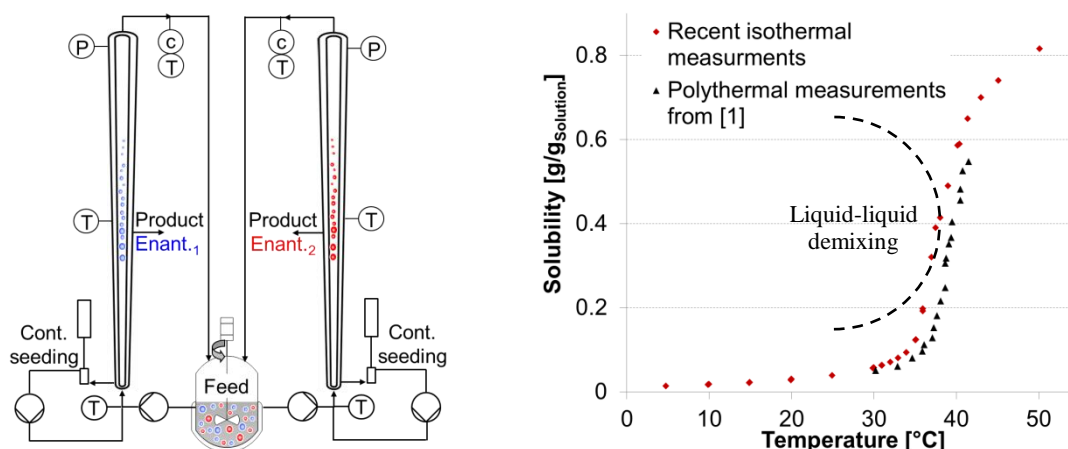 P
c
T
c
T
P
T
Product
Enant.1
Product
Enant.2
T
Cont.
seeding
Cont.
seeding
Feed
T
T
Solubility [g/gSolution]
0.8
0.6
0.4
0.2
0
Recent isothermal
measurments
Polythermal measurements
from [1]
Liquid-liquid
demixing
0
10
20
30
40
50
Temperature [°C]